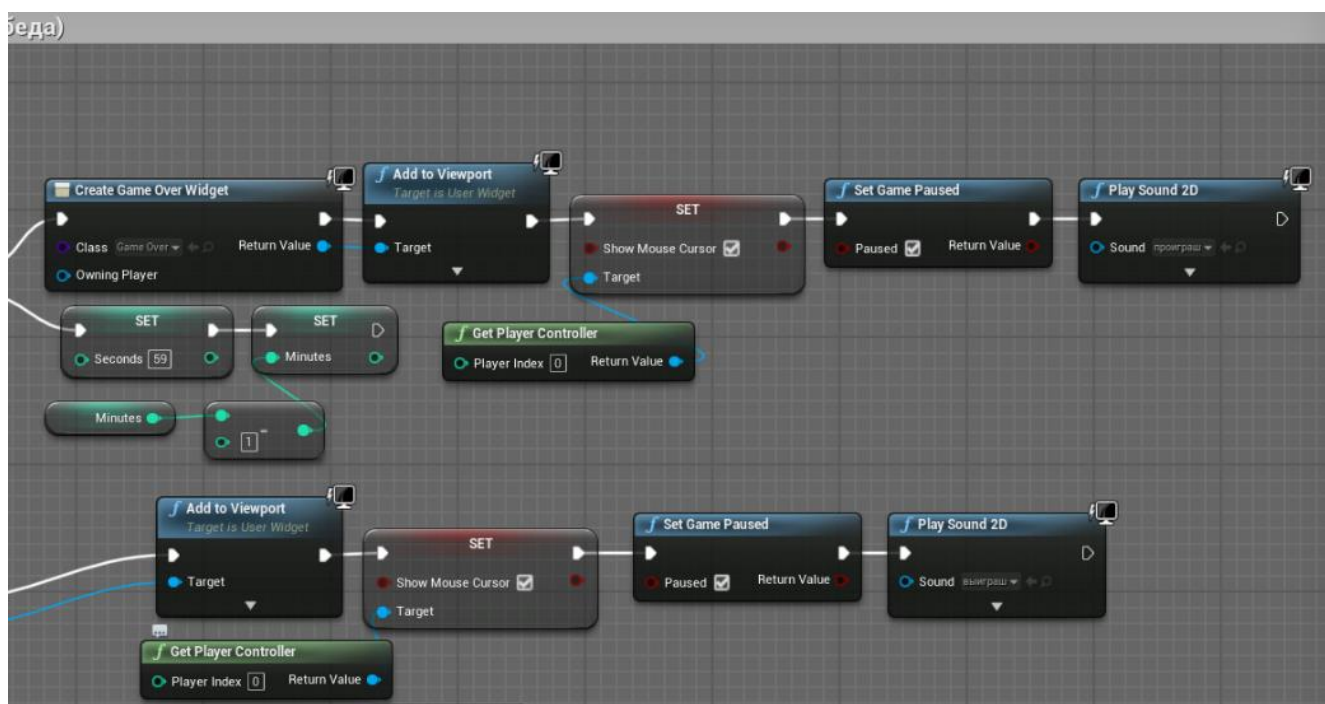 беда)
Create Game Over Widget
Class Game Over
Return Value
Owning Player
Add to Viewport
Target is User Widget
Target
SET
Show Mouse Cursor
Target
Set Game Paused
Paused
Return Value
Play Sound 2D
Sound проиграш
SET
Seconds 59
SET
Minutes
Get Player Controller
Player Index 0
Return Value
Minutes
1
-
Add to Viewport
Target is User Widget
Target
SET
Show Mouse Cursor
Target
Set Game Paused
Paused
Return Value
Play Sound 2D
Sound выиграш
Get Player Controller
Player Index 0
Return Value